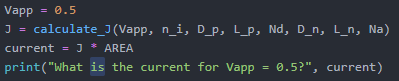 Vapp = 0.5
J = calculate_J(Vapp, n_i, D_p, L_p, Nd, D_n, L_n, Na)
current = J * AREA
print("What is the current for Vapp = 0.5?", current)